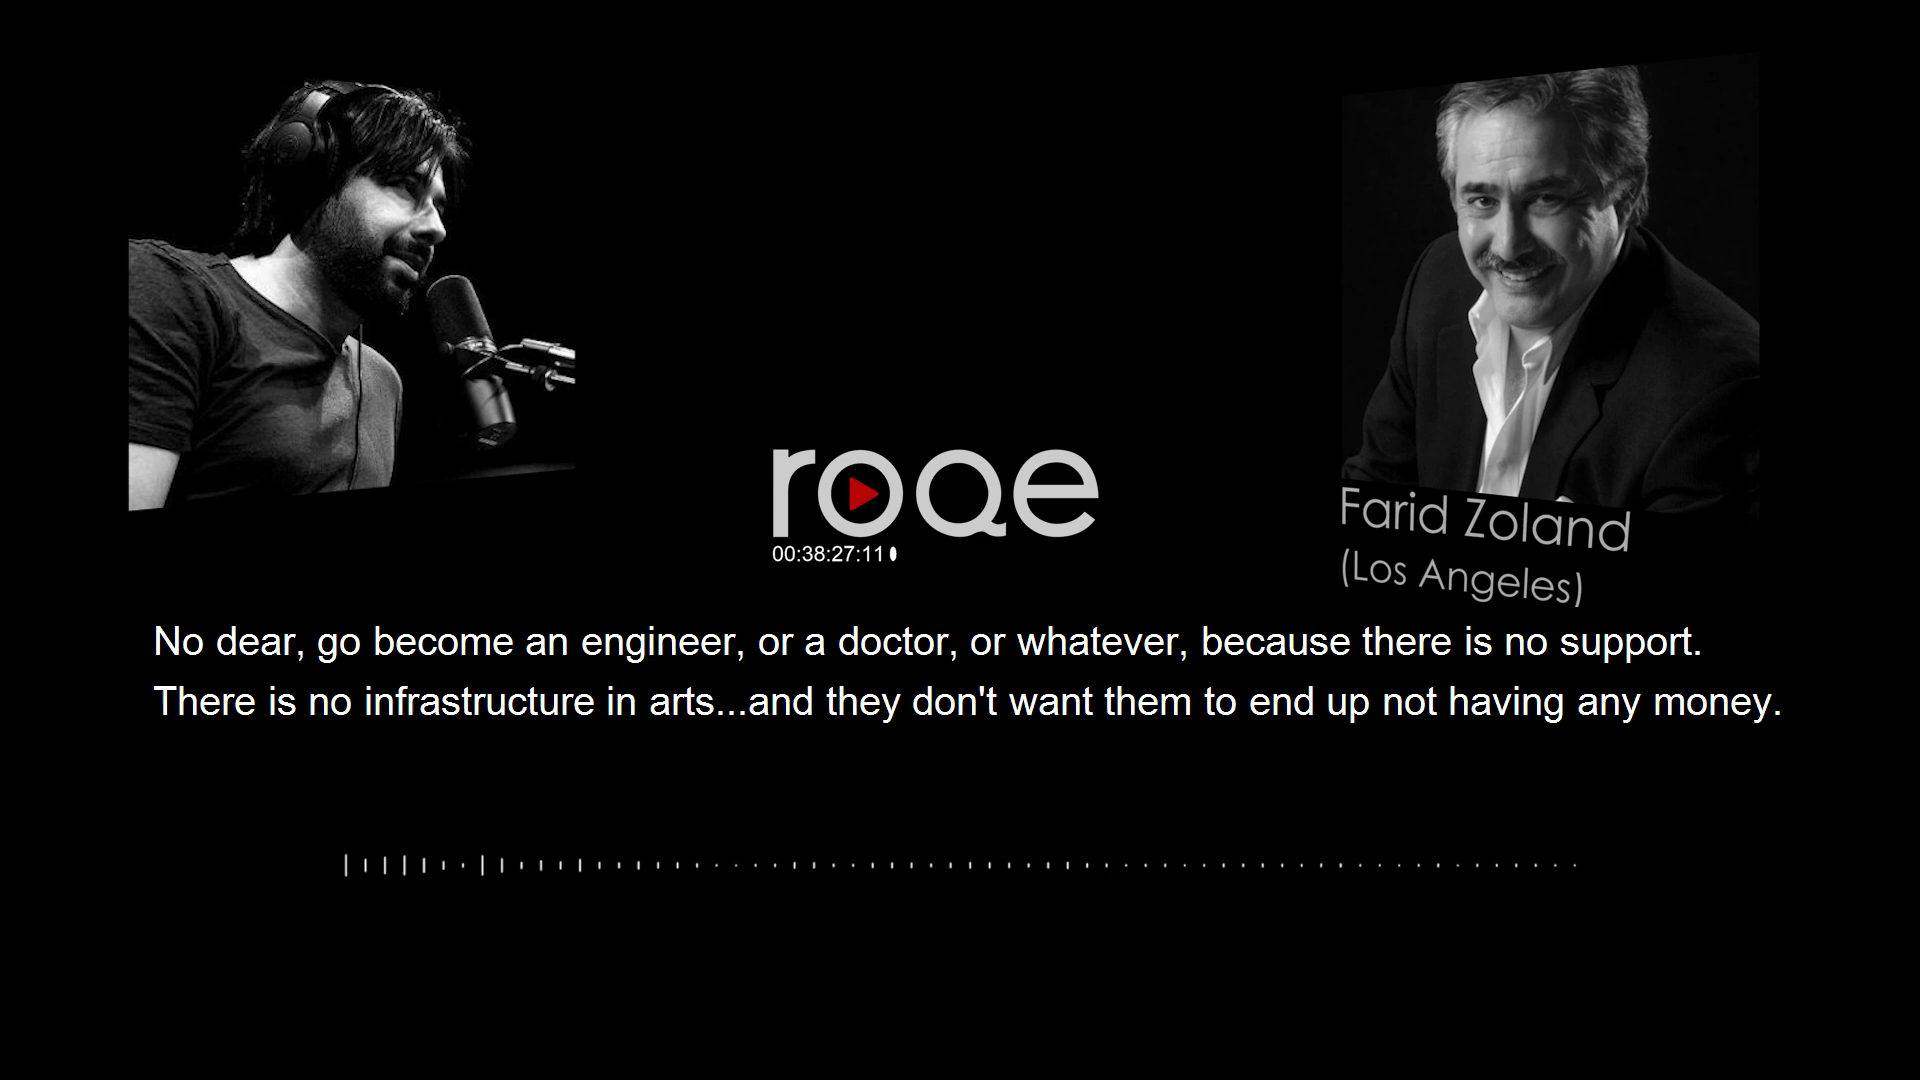 roqe
00:38:27:11
Farid Zoland
(Los Angeles)
No dear, go become an engineer, or a doctor, or whatever, because there is no support.
There is no infrastructure in arts...and they don't want them to end up not having any money.